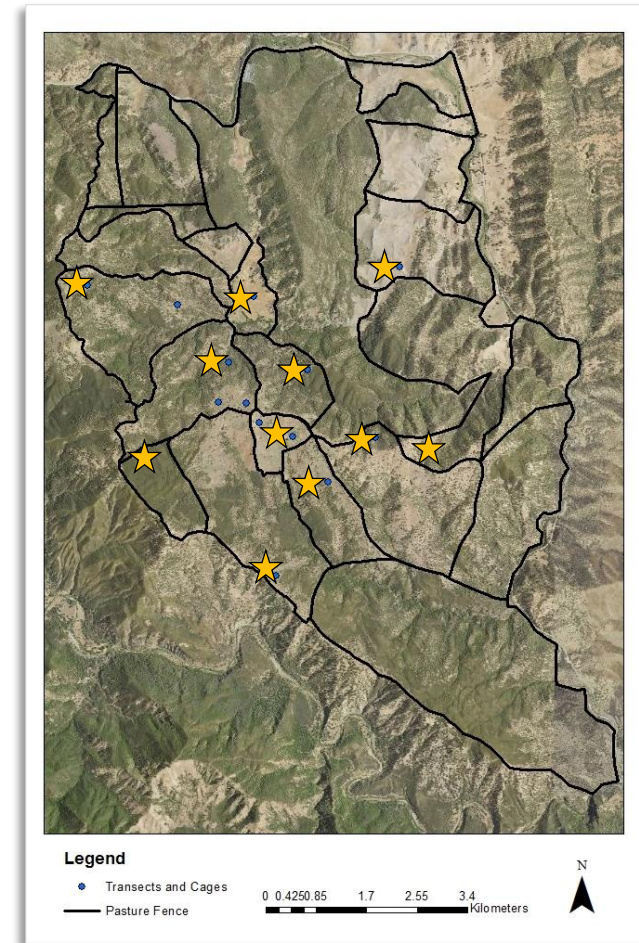 Legend
Transects and Cages
Pasture Fence
0 0.4250.85 1.7 2.55 3.4
Kilometers
N